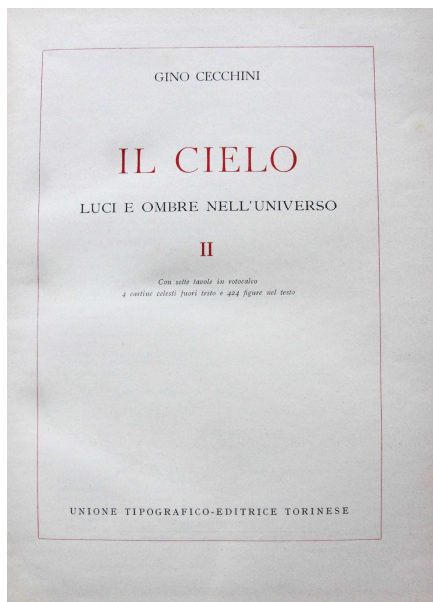 GINO CECCHINI
IL CIELO
LUCI E OMBRE NELL'UNIVERSO
II
Con sette tavole in rotocalco
4 cartine celesti fuori testo e 424 figure nel testo
UNIONE TIPOGRAFICO-EDITRICE TORINESE